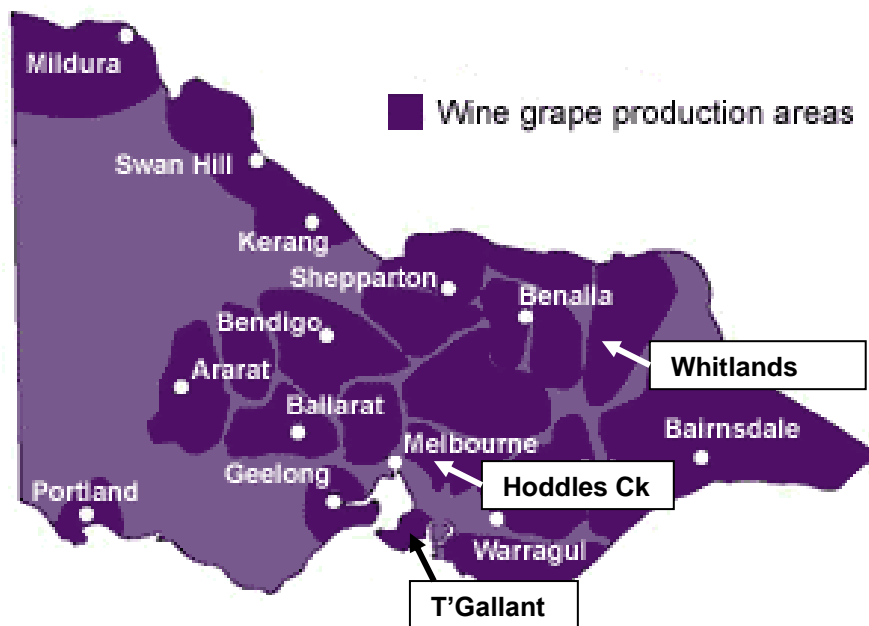 Mildura
Wine grape production areas
Swan Hill
Kerang
Shepparton
Benalla
Bendigo
Whitlands
Ararat
Ballarat
Bairnsdale
Melbourne
Geelong
Hoddles Ck
Portland
Warragul
T'Gallant